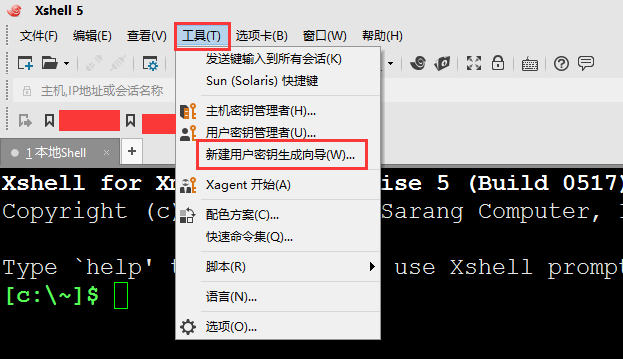 Xshell 5
文件(F) 编辑(E) 查看(V) 工具(T) 选项卡(B) 窗口(W) 帮助(H)
发送键输入到所有会话(K)
Sun (Solaris) 快捷键
主机,IP地址或会话名称
主机密钥管理者(H)...
用户密钥管理者(U)...
新建用户密钥生成向导(W)...
1 本地Shell × +
Xagent 开始(A)
配色方案(C)...
快速命令集(Q)...
脚本(R)
语言(N)...
选项(O)...
Xshell for Xm ise 5 (Build 0517)
Copyright (c) Sarang Computer, I
Type `help' t use Xshell prompt
[c:\~]$